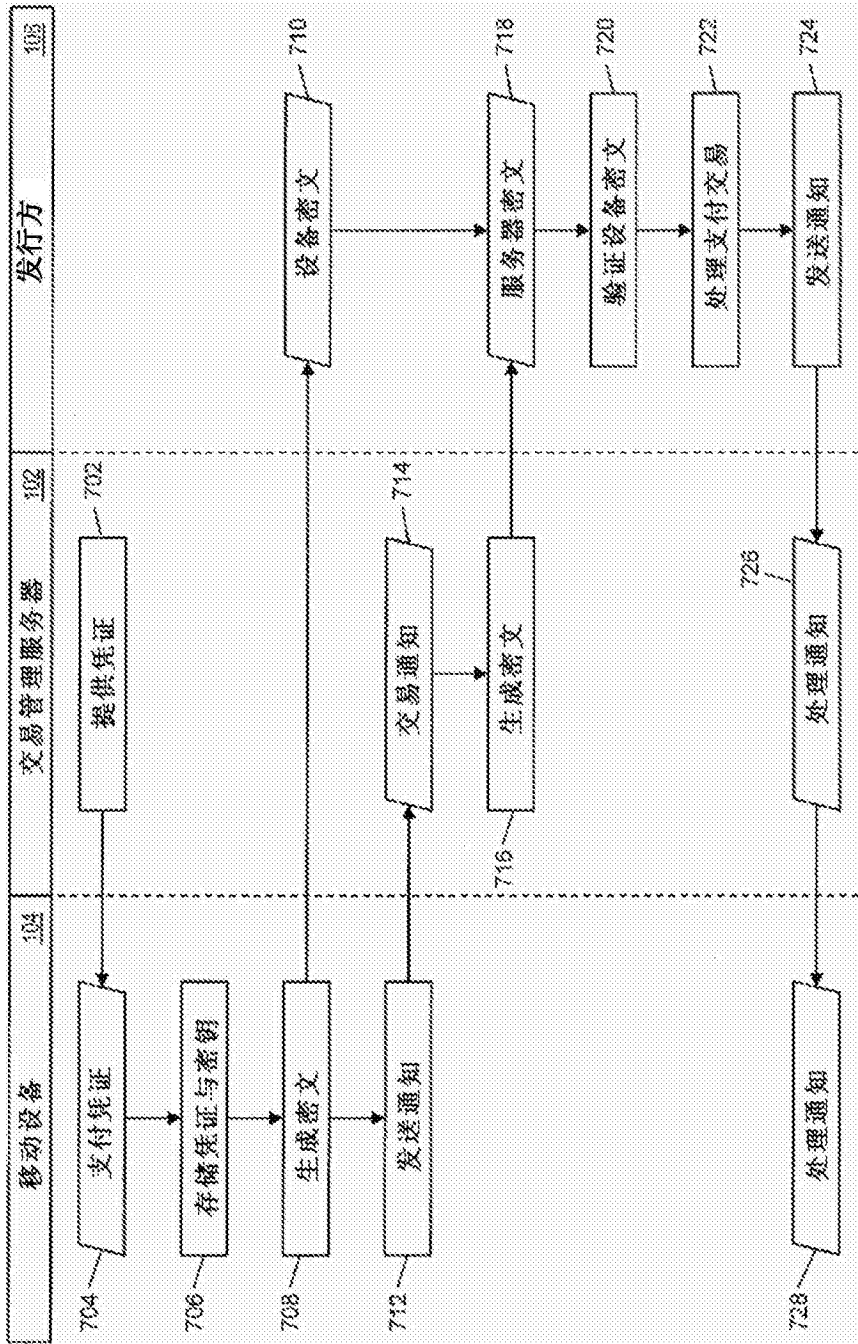 移动设备 104
交易管理服务器 102
发行方 106
提供凭证
702
支付凭证
704
存储凭证与密钥
706
生成密文
708
设备密文
710
发送通知
712
交易通知
714
生成密文
716
服务器密文
718
验证设备密文
720
处理支付交易
722
发送通知
724
处理通知
726
处理通知
728